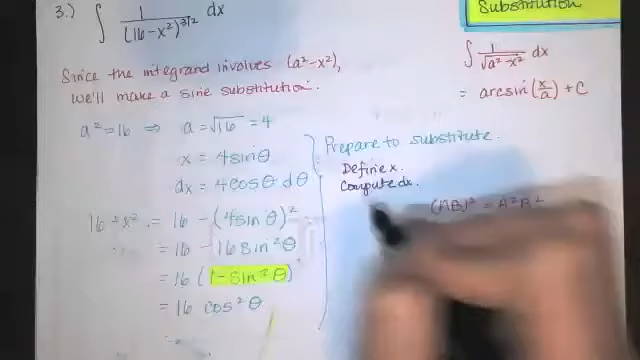 3.) ∫ 1/(16-x²)^3/2 dx
Since the integrand involves (a²-x²),
we'll make a sine substitution.
a²=16 ⇒ a=√16 = 4
x = 4sinθ
dx = 4cosθ dθ
16-x² = 16 - (4sin θ)²
= 16 - 16sin²θ
= 16 (1-sin²θ)
= 16 cos²θ
Prepare to substitute.
Define x.
Compute dx.
(AB)² = A²B²
Substitution
∫ 1/√a²-x² dx
= arcsin(x/a) + C